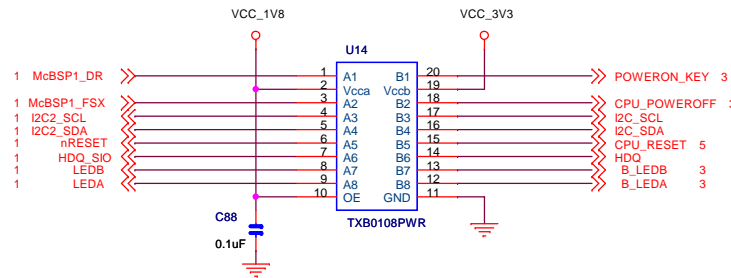 VCC_1V8 VCC_3V3
U14
1 McBSP1_DR 1 A1 B1 20 POWERON_KEY 3
2 Vcca Vccb 19
1 McBSP1_FSX 3 A2 B2 18 CPU_POWEROFF
1 I2C2_SCL 4 A3 B3 17 I2C_SCL
1 I2C2_SDA 5 A4 B4 16 I2C_SDA
1 nRESET 6 A5 B5 15 CPU_RESET 5
1 HDQ_SIO 7 A6 B6 14 HDQ
1 LEDB 8 A7 B7 13 B_LEDB 3
1 LEDA 9 A8 B8 12 B_LEDA 3
10 OE GND 11
C88 TXB0108PWR
0.1uF